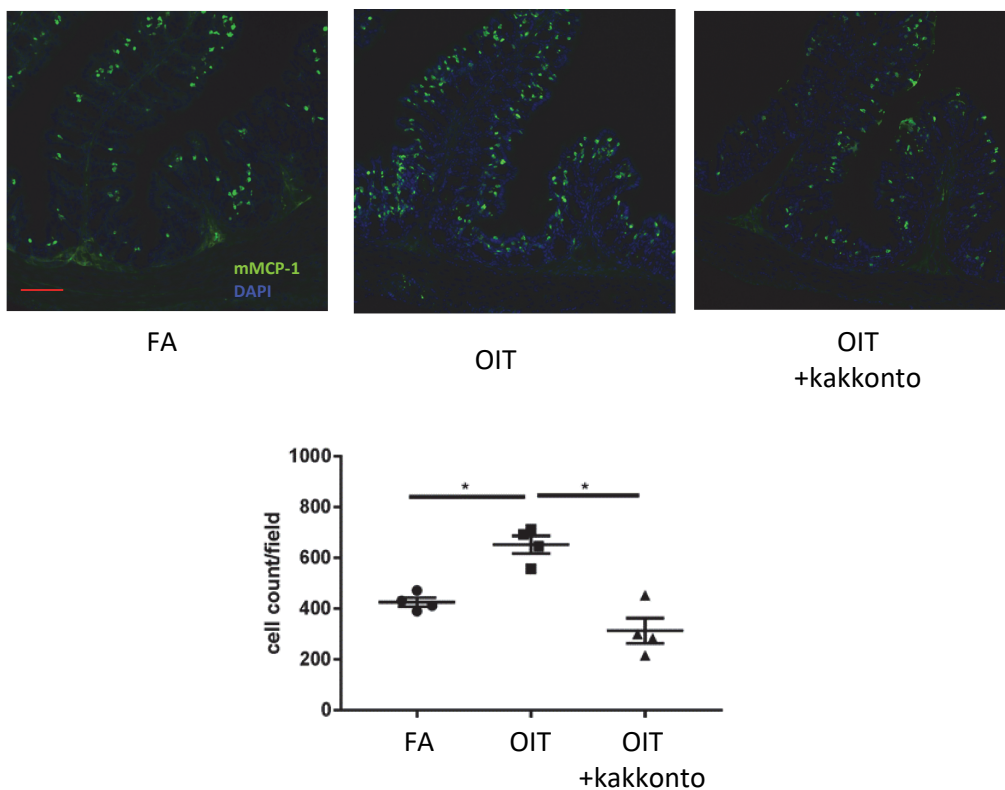 mMCP-1
DAPI
FA
OIT
OIT
+kakkonto
1000
800
600
400
200
0
cell count/field
*
*
FA
OIT
OIT
+kakkonto